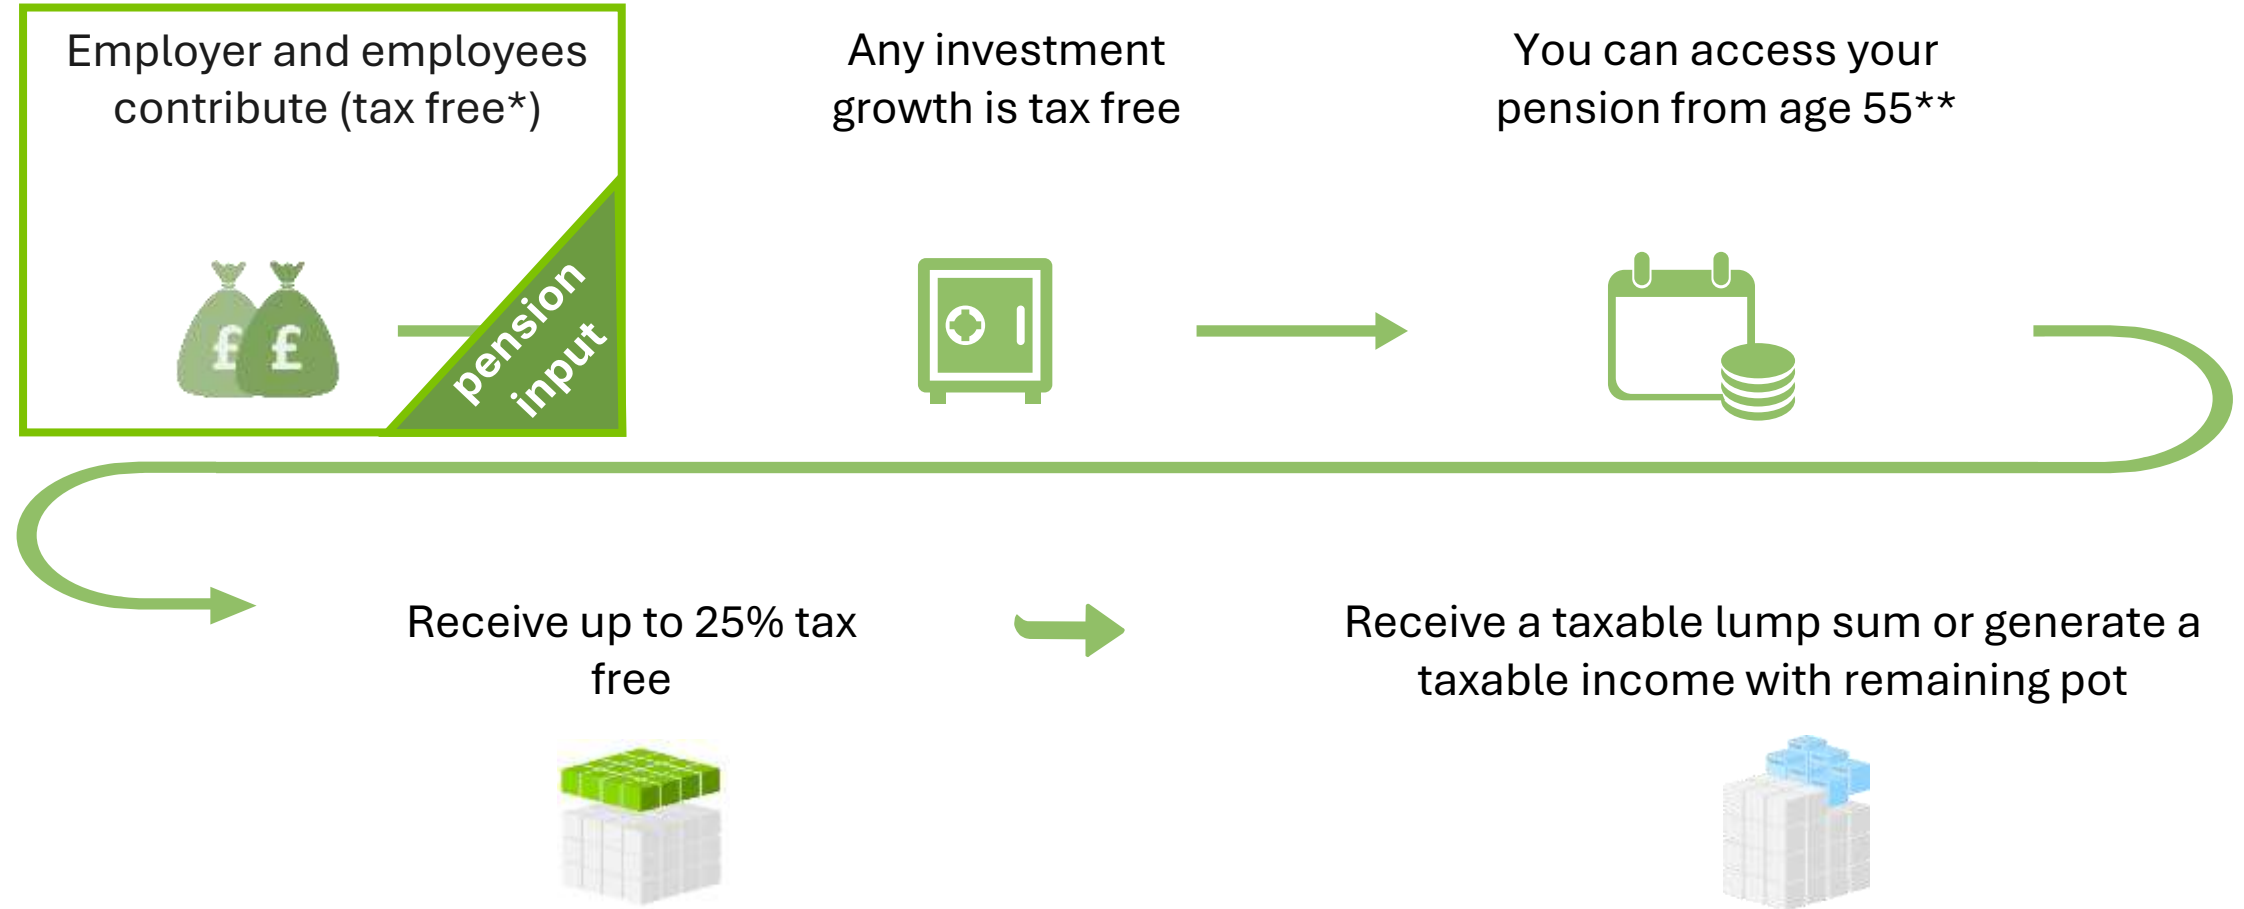 Employer and employees
contribute (tax free*)
£
£
pension
input
Any investment
growth is tax free
You can access your
pension from age 55**
Receive up to 25% tax
free
Receive a taxable lump sum or generate a
taxable income with remaining pot